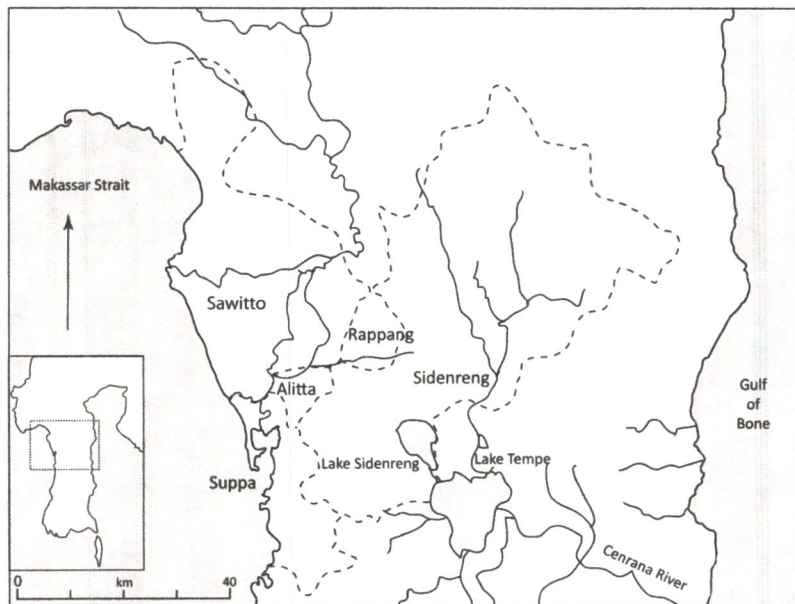 Makassar Strait
Sawitto
Rappang
Alitta
Sidenreng
Gulf
of
Bone
Lake Sidenreng
Lake Tempe
Suppa
Cenrana River
0 km 40